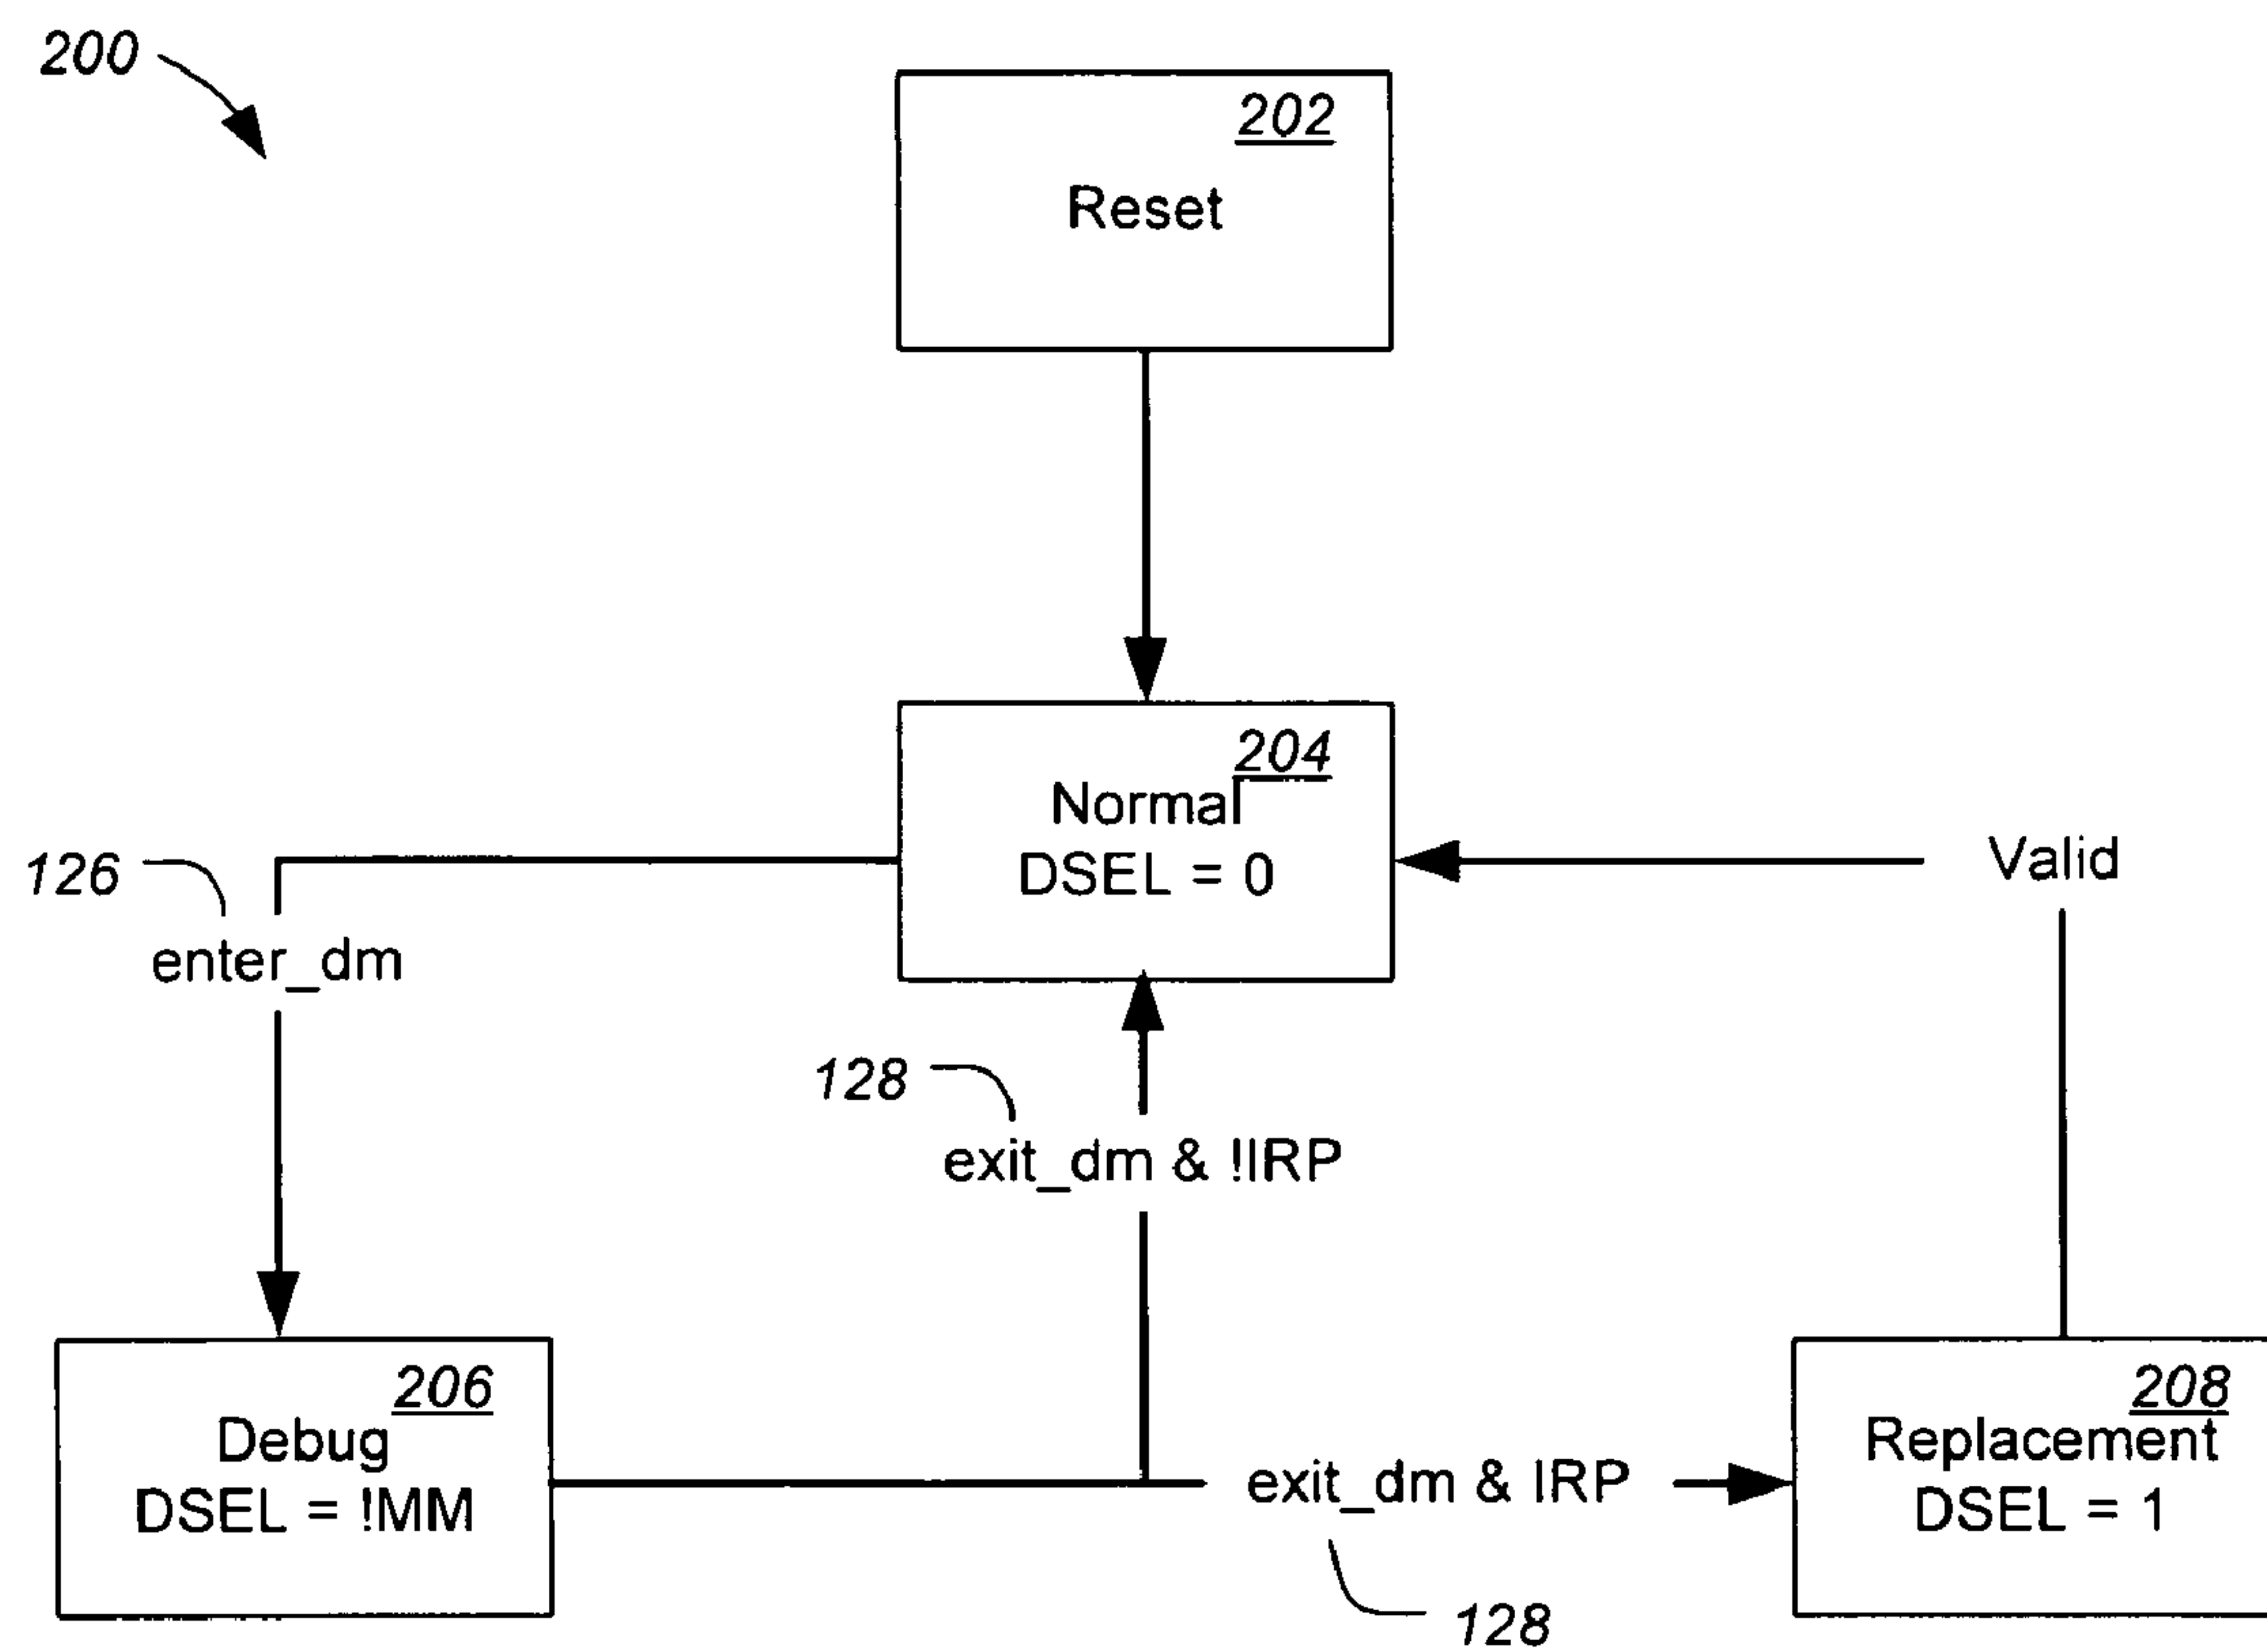 200
202
Reset
204
Normal
DSEL = 0
126
enter_dm
Valid
128
exit_dm & !IRP
206
Debug
DSEL = !MM
exit_dm & IRP
128
208
Replacement
DSEL = 1